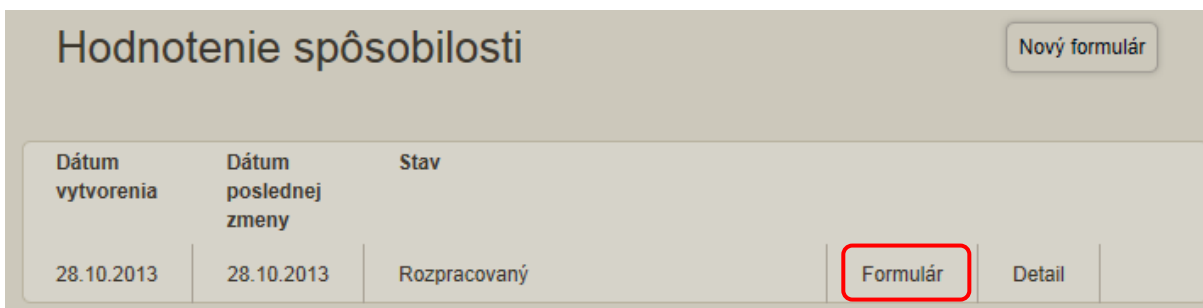 Hodnotenie spôsobilosti
Nový formulár
Dátum vytvorenia
Dátum poslednej zmeny
Stav
28.10.2013 28.10.2013 Rozpracovaný Formulár Detail